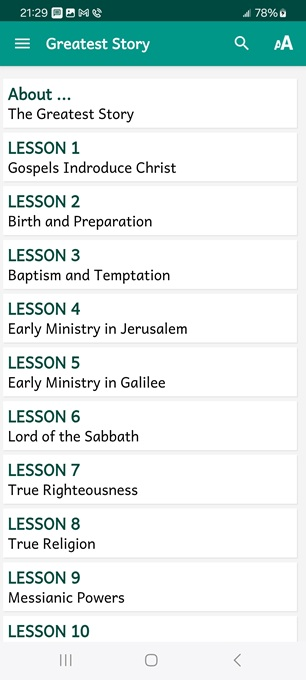 21:29
78%
Greatest Story
AA
About ...
The Greatest Story
LESSON 1
Gospels Indroduce Christ
LESSON 2
Birth and Preparation
LESSON 3
Baptism and Temptation
LESSON 4
Early Ministry in Jerusalem
LESSON 5
Early Ministry in Galilee
LESSON 6
Lord of the Sabbath
LESSON 7
True Righteousness
LESSON 8
True Religion
LESSON 9
Messianic Powers
LESSON 10